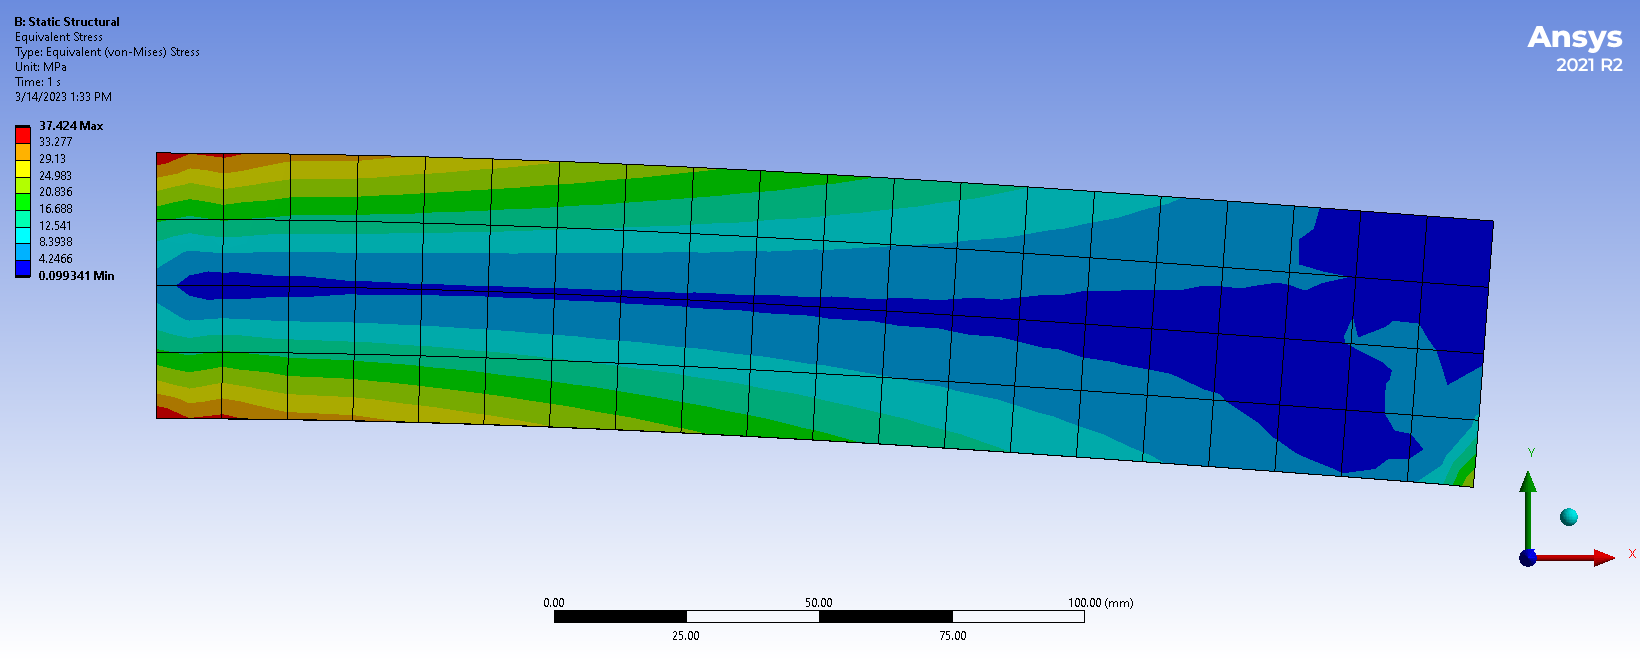 B: Static Structural
Equivalent Stress
Type: Equivalent (von-Mises) Stress
Unit: MPa
Time: 1 s
3/14/2023 1:33 PM
Ansys
2021 R2
37.424 Max
33.277
29.13
24.983
20.836
16.688
12.541
8.3938
4.2466
0.099341 Min
Y
X
0.00 50.00 100.00 (mm)
25.00 75.00